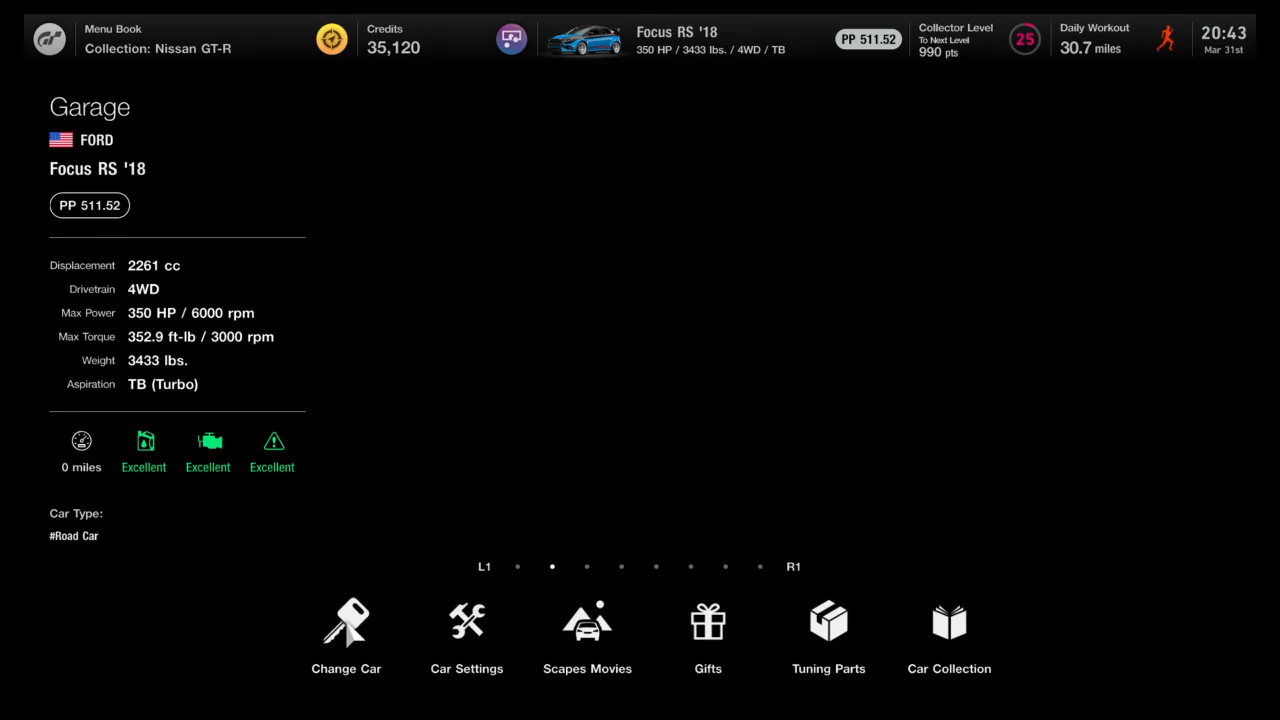 Menu Book
Collection: Nissan GT-R
Credits
35,120
Focus RS '18
350 HP / 3433 lbs. / 4WD / TB
PP 511.52
Collector Level
To Next Level
990 pts
25
Daily Workout
30.7 miles
20:43
Mar 31st
Garage
FORD
Focus RS '18
PP 511.52
Displacement 2261 cc
Drivetrain 4WD
Max Power 350 HP / 6000 rpm
Max Torque 352.9 ft-lb / 3000 rpm
Weight 3433 lbs.
Aspiration TB (Turbo)
0 miles Excellent Excellent Excellent
Car Type:
#Road Car
L1 R1
Change Car Car Settings Scapes Movies Gifts Tuning Parts Car Collection